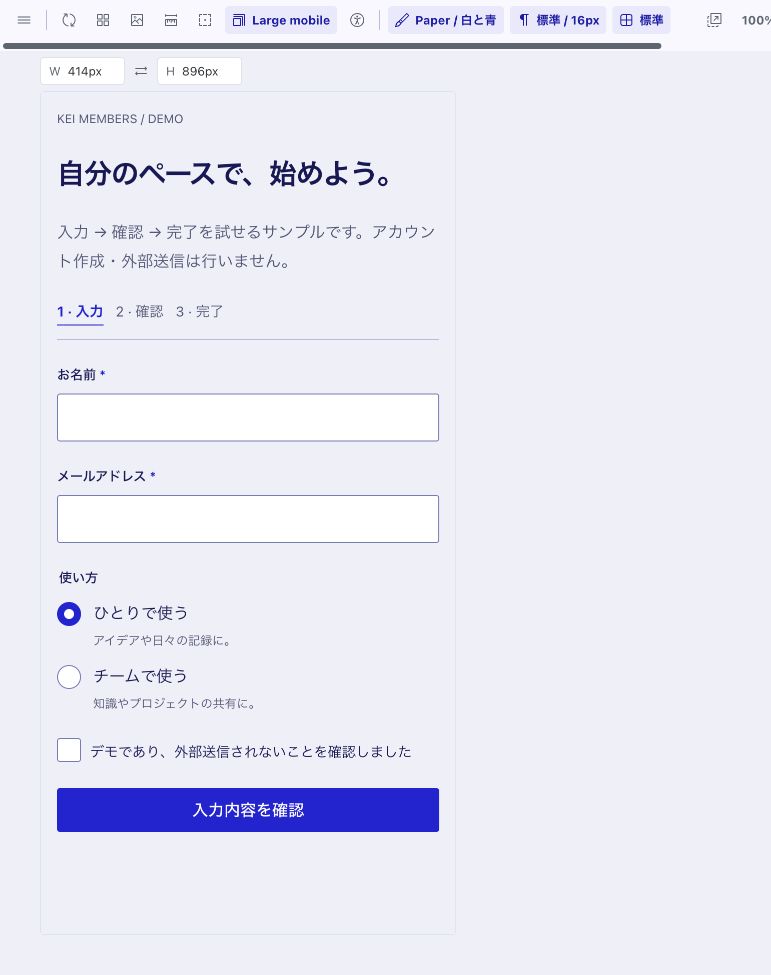 Large mobile
Paper / 白と青
標準 / 16px
標準
100%
W 414px
H 896px
KEI MEMBERS / DEMO
自分のペースで、始めよう。
入力 → 確認 → 完了を試せるサンプルです。アカウン
ト作成・外部送信は行いません。
1 · 入力 2 · 確認 3 · 完了
お名前 *
メールアドレス *
使い方
ひとりで使う
アイデアや日々の記録に。
チームで使う
知識やプロジェクトの共有に。
デモであり、外部送信されないことを確認しました
入力内容を確認